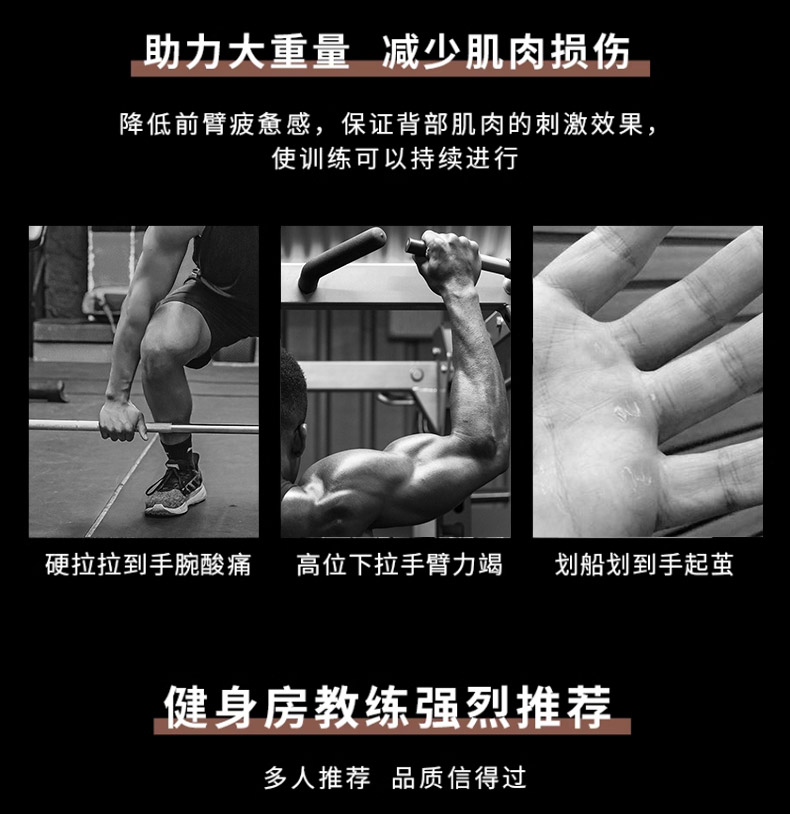 助力大重量 减少肌肉损伤
降低前臂疲惫感，保证背部肌肉的刺激效果，
使训练可以持续进行
硬拉拉到手腕酸痛
高位下拉手臂力竭
划船划到手起茧
健身房教练强烈推荐
多人推荐 品质信得过